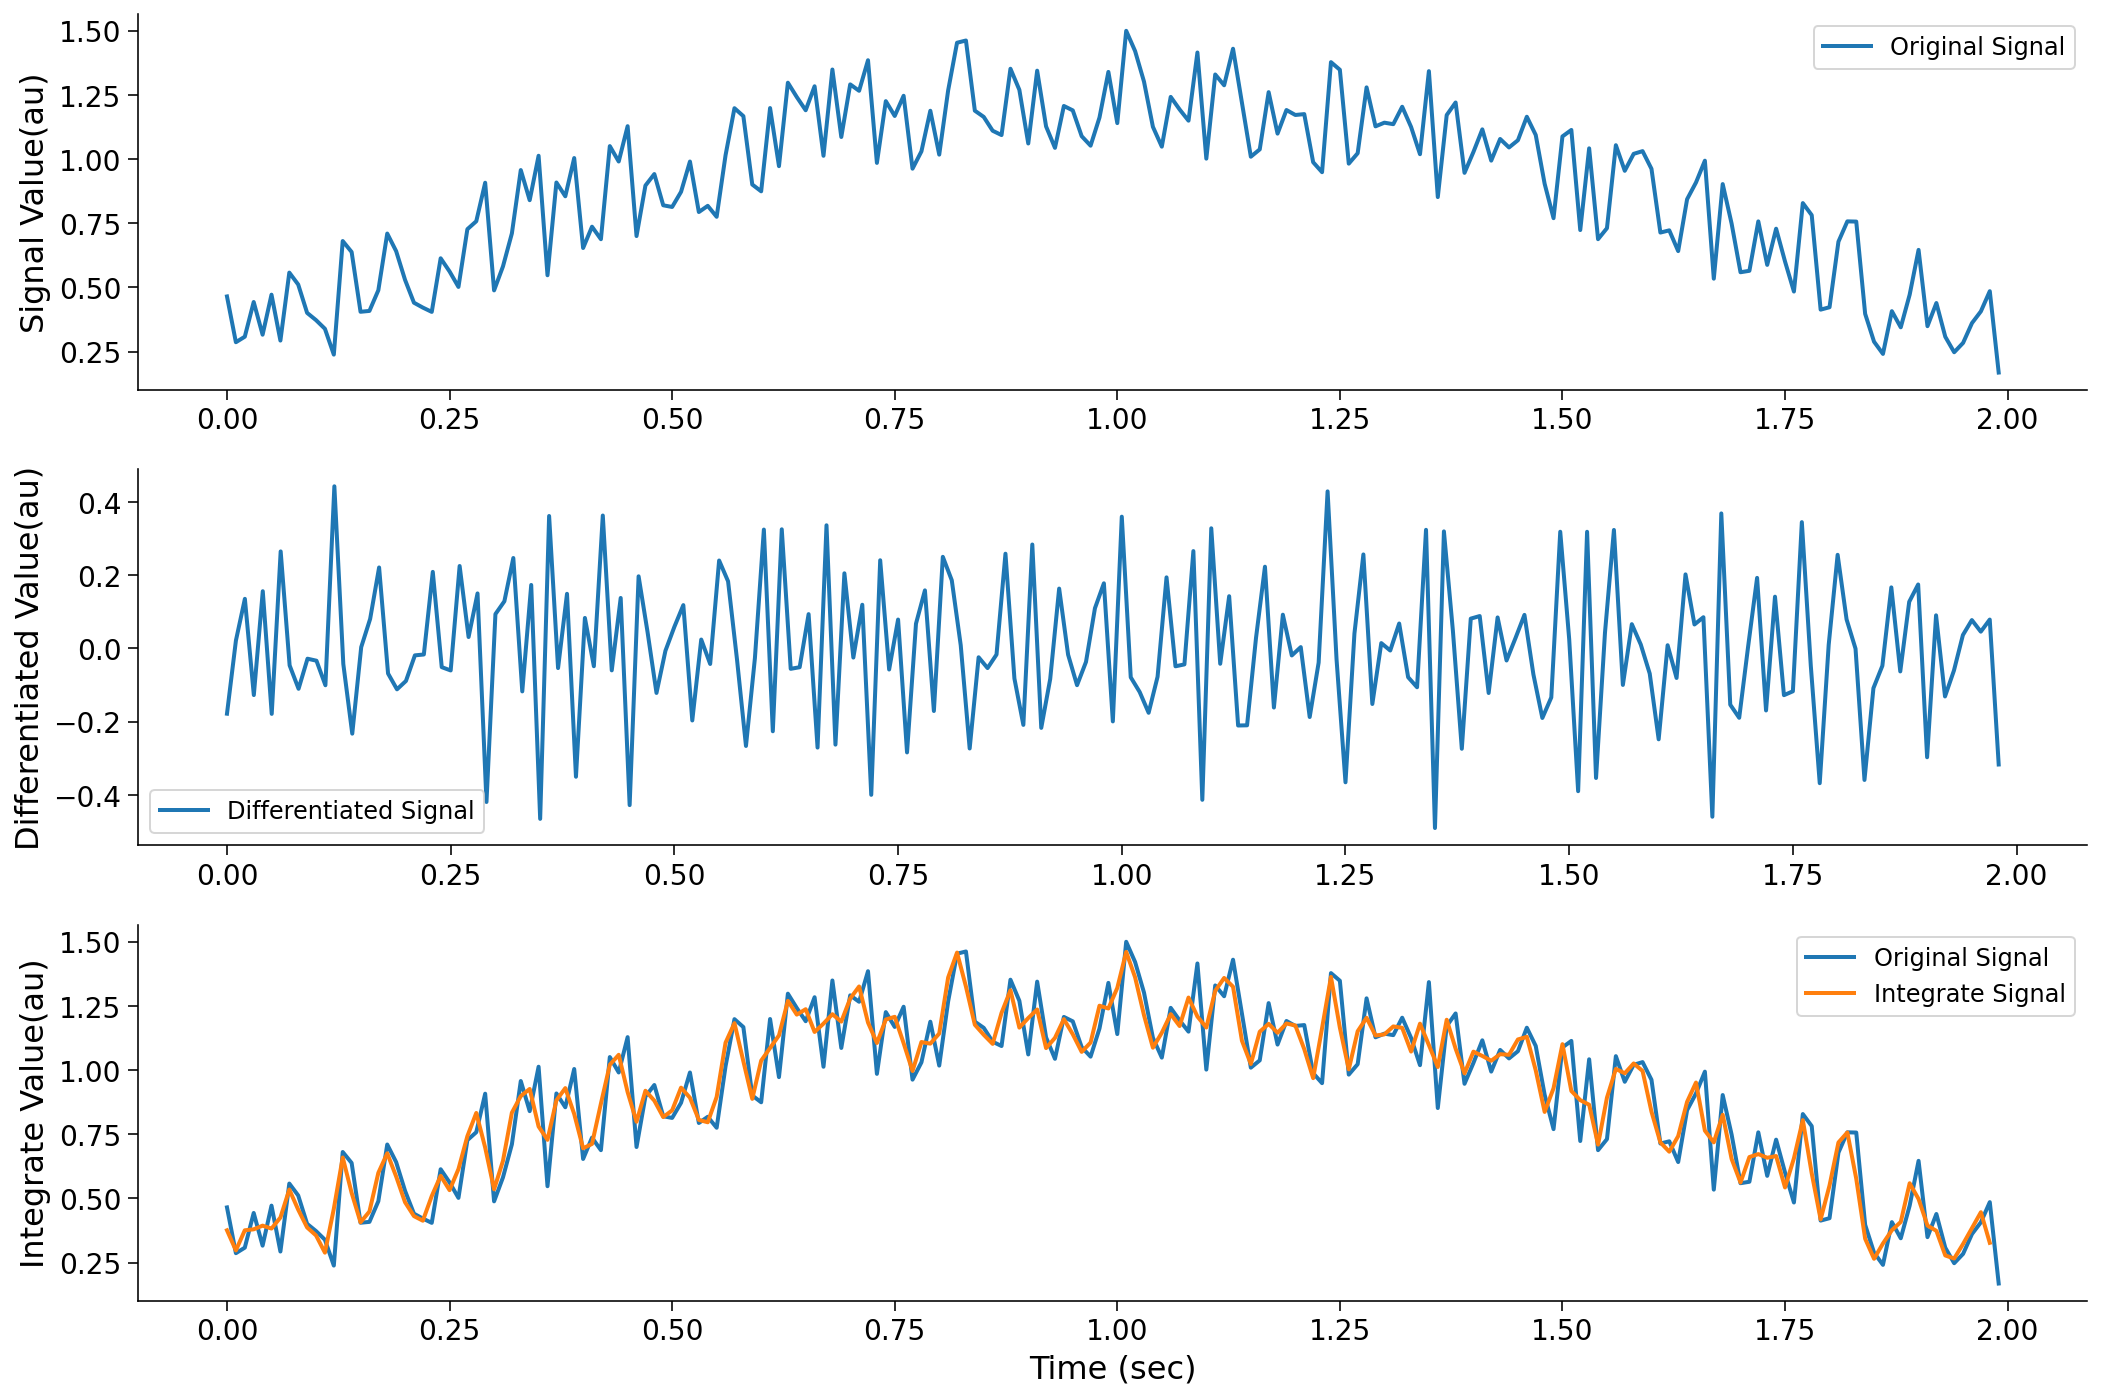 Signal Value(au)
1.50
1.25
1.00
0.75
0.50
0.25
Original Signal
0.00 0.25 0.50 0.75 1.00 1.25 1.50 1.75 2.00
Differentiated Value(au)
0.4
0.2
0.0
−0.2
−0.4
Differentiated Signal
0.00 0.25 0.50 0.75 1.00 1.25 1.50 1.75 2.00
Integrate Value(au)
1.50
1.25
1.00
0.75
0.50
0.25
Original Signal
Integrate Signal
0.00 0.25 0.50 0.75 1.00 1.25 1.50 1.75 2.00
Time (sec)